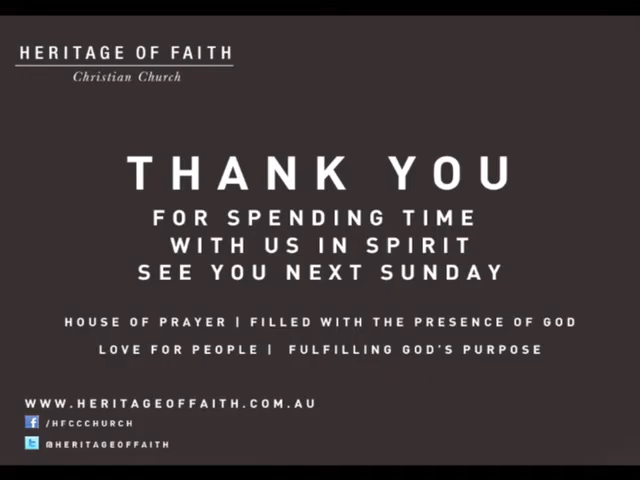 HERITAGE OF FAITH
Christian Church
THANK YOU
FOR SPENDING TIME
WITH US IN SPIRIT
SEE YOU NEXT SUNDAY
HOUSE OF PRAYER | FILLED WITH THE PRESENCE OF GOD
LOVE FOR PEOPLE | FULFILLING GOD'S PURPOSE
WWW.HERITAGEOFFAITH.COM.AU
/HFCCCHURCH
@HERITAGEOFFAITH